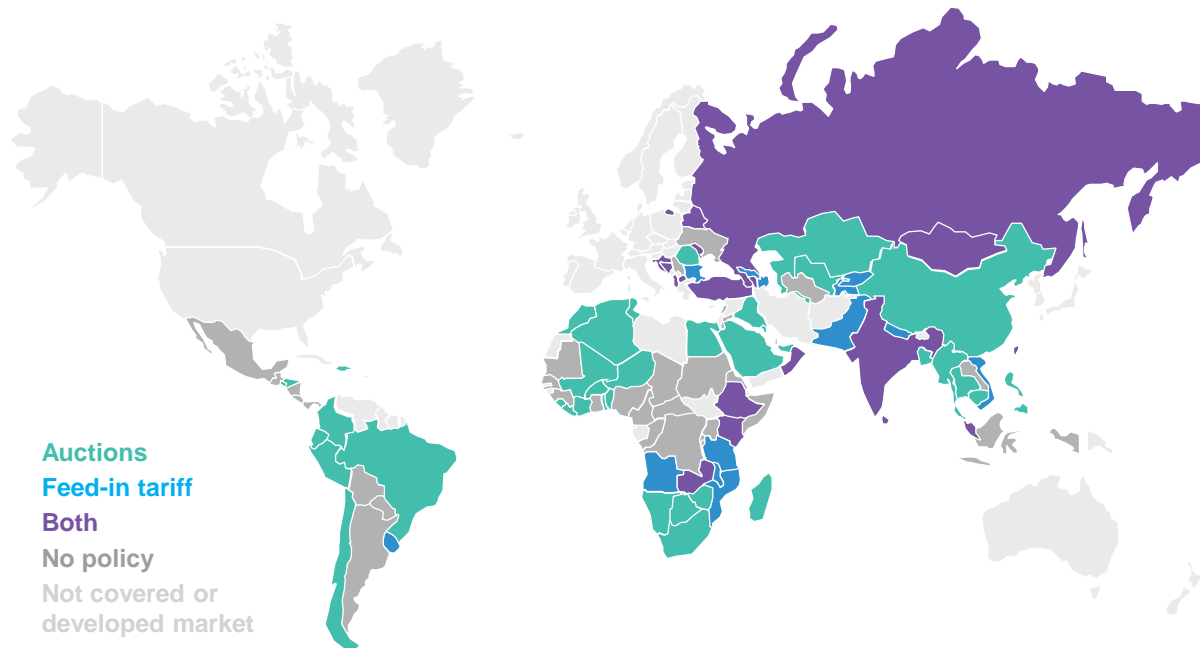 Auctions
Feed-in tariff
Both
No policy
Not covered or
developed market